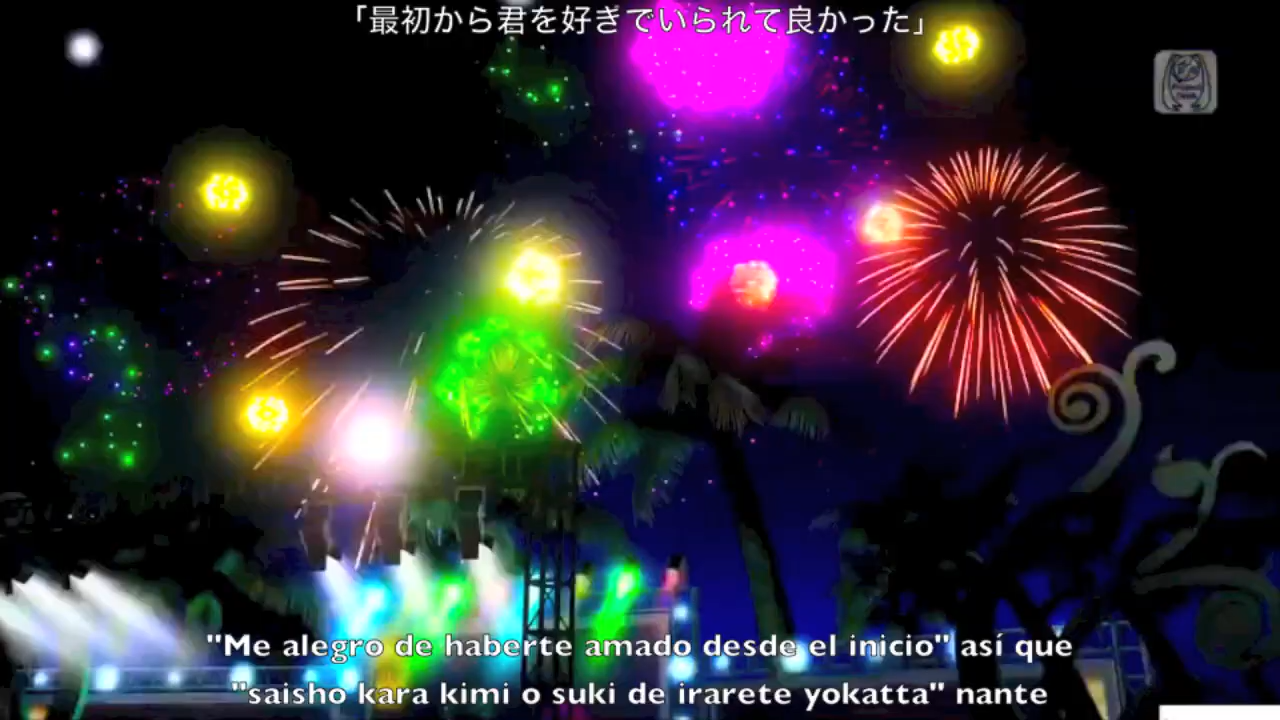 「最初から君を好きでいられて良かった」
"Me alegro de haberte amado desde el inicio" así que
"saisho kara kimi o suki de irarete yokatta" nante